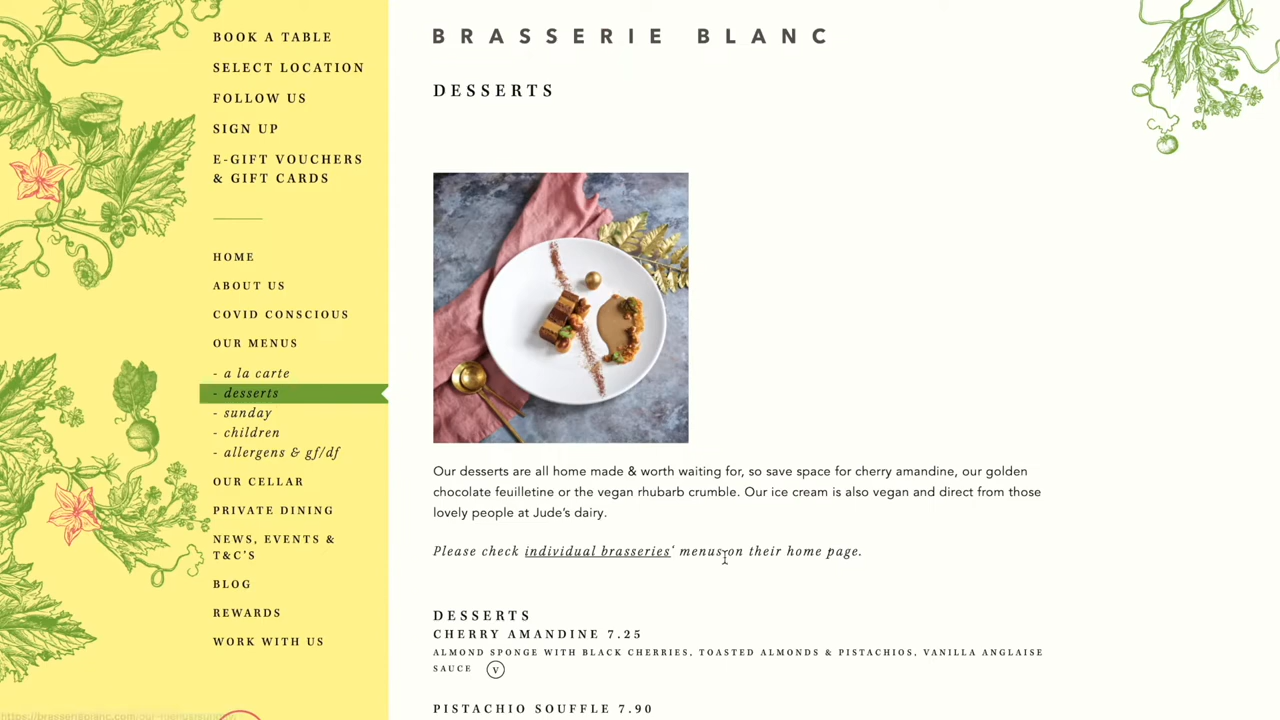 BOOK A TABLE
SELECT LOCATION
FOLLOW US
SIGN UP
E-GIFT VOUCHERS
& GIFT CARDS
HOME
ABOUT US
COVID CONSCIOUS
OUR MENUS
- a la carte
- desserts
- sunday
- children
- allergens & gf/df
OUR CELLAR
PRIVATE DINING
NEWS, EVENTS &
T&C'S
BLOG
REWARDS
WORK WITH US
BRASSERIE BLANC
DESSERTS
Our desserts are all home made & worth waiting for, so save space for cherry amandine, our golden
chocolate feuilletine or the vegan rhubarb crumble. Our ice cream is also vegan and direct from those
lovely people at Jude's dairy.
Please check individual brasseries' menus on their home page.
DESSERTS
CHERRY AMANDINE 7.25
ALMOND SPONGE WITH BLACK CHERRIES, TOASTED ALMONDS & PISTACHIOS, VANILLA ANGLAISE
SAUCE V
PISTACHIO SOUFFLE 7.90